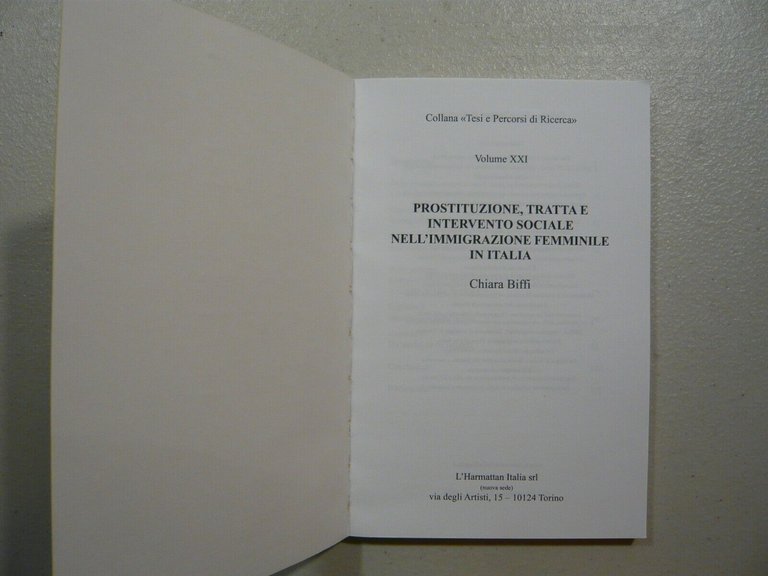 Collana «Tesi e Percorsi di Ricerca»
Volume XXI
PROSTITUZIONE, TRATTA E
INTERVENTO SOCIALE
NELL'IMMIGRAZIONE FEMMINILE
IN ITALIA
Chiara Biffi
L'Harmattan Italia srl
(nuova sede)
via degli Artisti, 15 – 10124 Torino